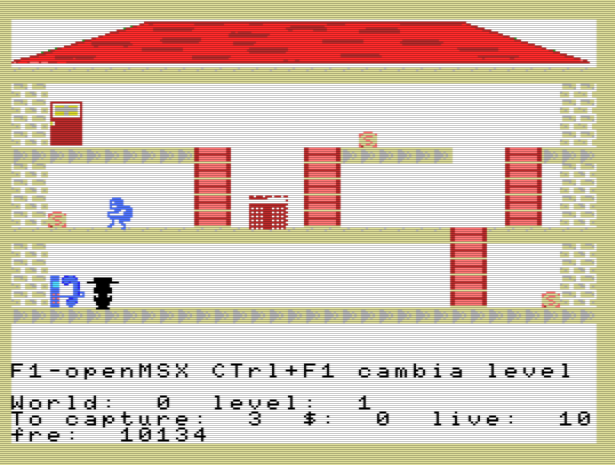 F1-openMSX CTrl+F1 cambia level
World: 0 level: 1
To capture: 3 $: 0 live: 10
fre: 10134